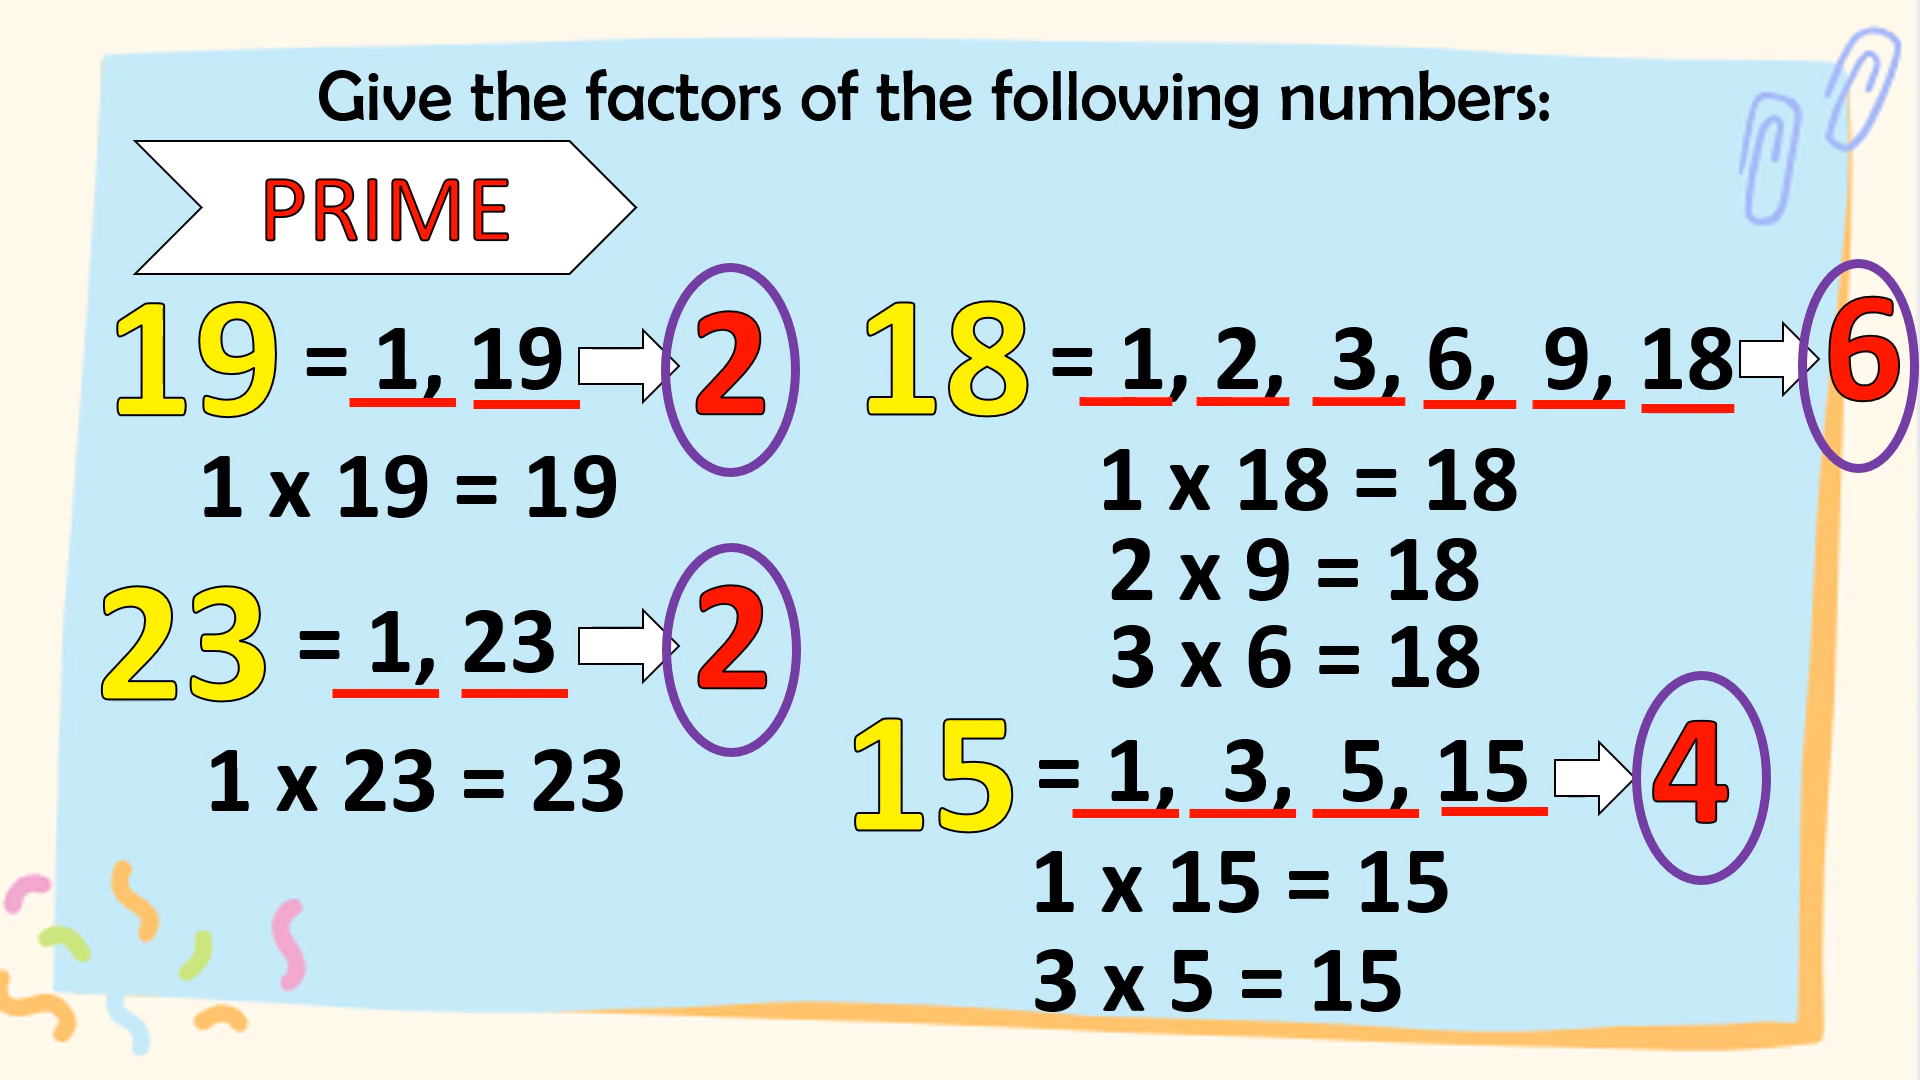 Give the factors of the following numbers:
PRIME
19 = 1, 19 2
1 x 19 = 19
23 = 1, 23 2
1 x 23 = 23
18 = 1, 2, 3, 6, 9, 18 6
1 x 18 = 18
2 x 9 = 18
3 x 6 = 18
15 = 1, 3, 5, 15 4
1 x 15 = 15
3 x 5 = 15